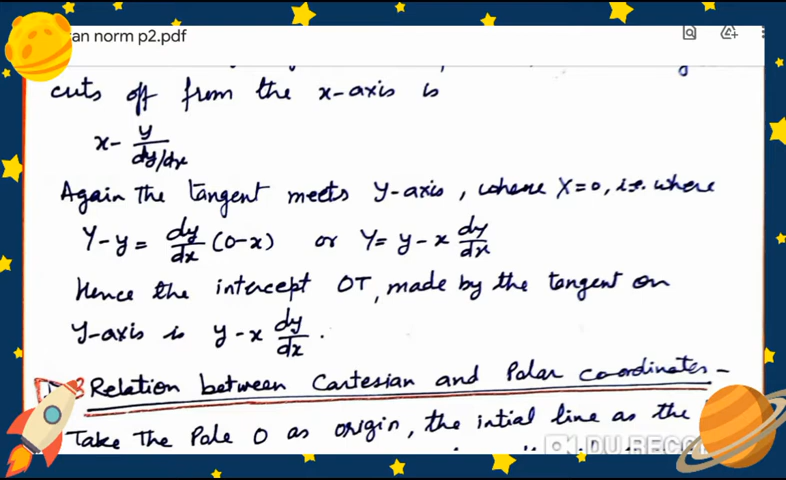 an norm p2.pdf
cuts off from the x-axis is
x - y/(dy/dx)
Again the tangent meets y-axis, where X=0, i.e. where
Y-y = dy/dx (0-x) or Y = y-x dy/dx
Hence the intercept OT, made by the tangent on
Y-axis is y-x dy/dx.
Relation between Cartesian and Polar coordinates-
Take the Pole O as origin, the intial line as the
DU RECO